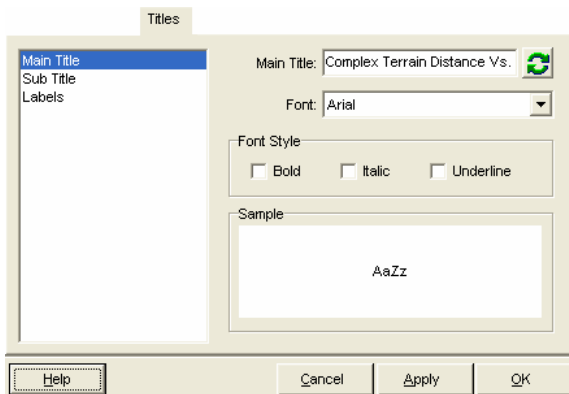 Titles
Main Title
Sub Title
Labels
Main Title: Complex Terrain Distance Vs.
Font: Arial
Font Style
Bold Italic Underline
Sample
AaZz
Help Cancel Apply OK